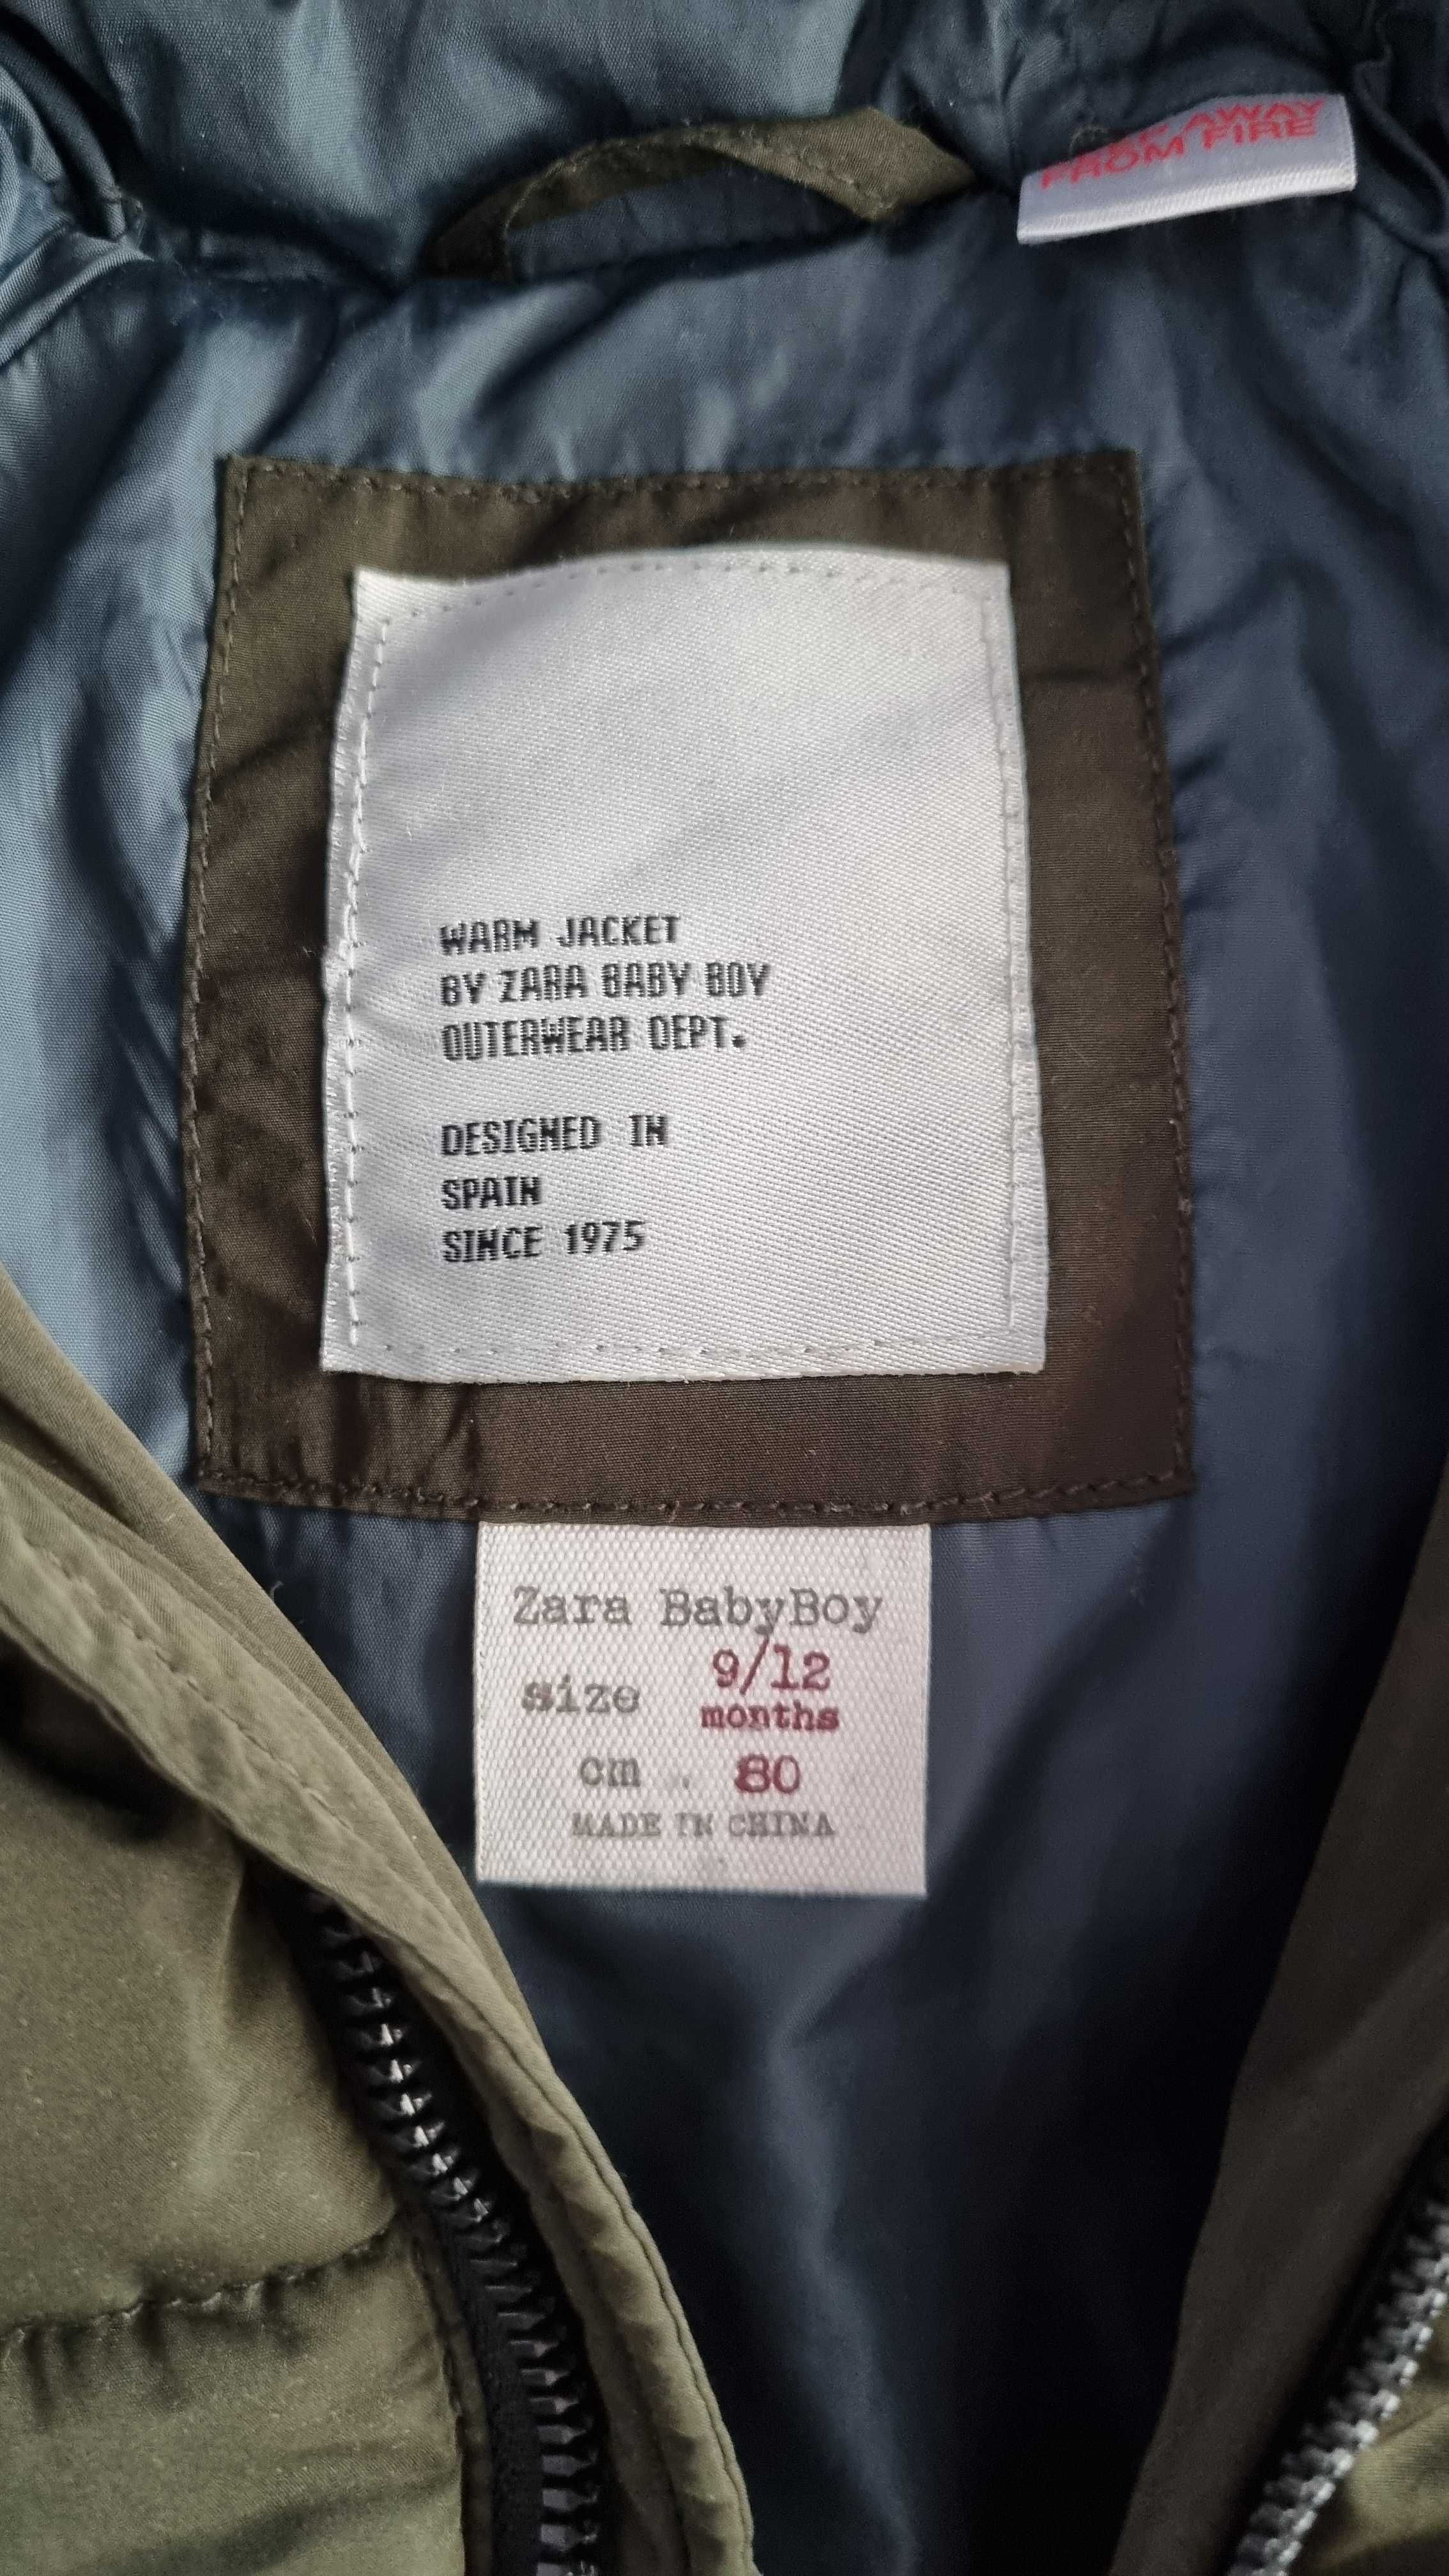 AWAY
FROM FIRE
WARM JACKET
BY ZARA BABY BOY
OUTERWEAR DEPT.
DESIGNED IN
SPAIN
SINCE 1975
Zara BabyBoy
size 9/12
months
cm . 80
MADE IN CHINA